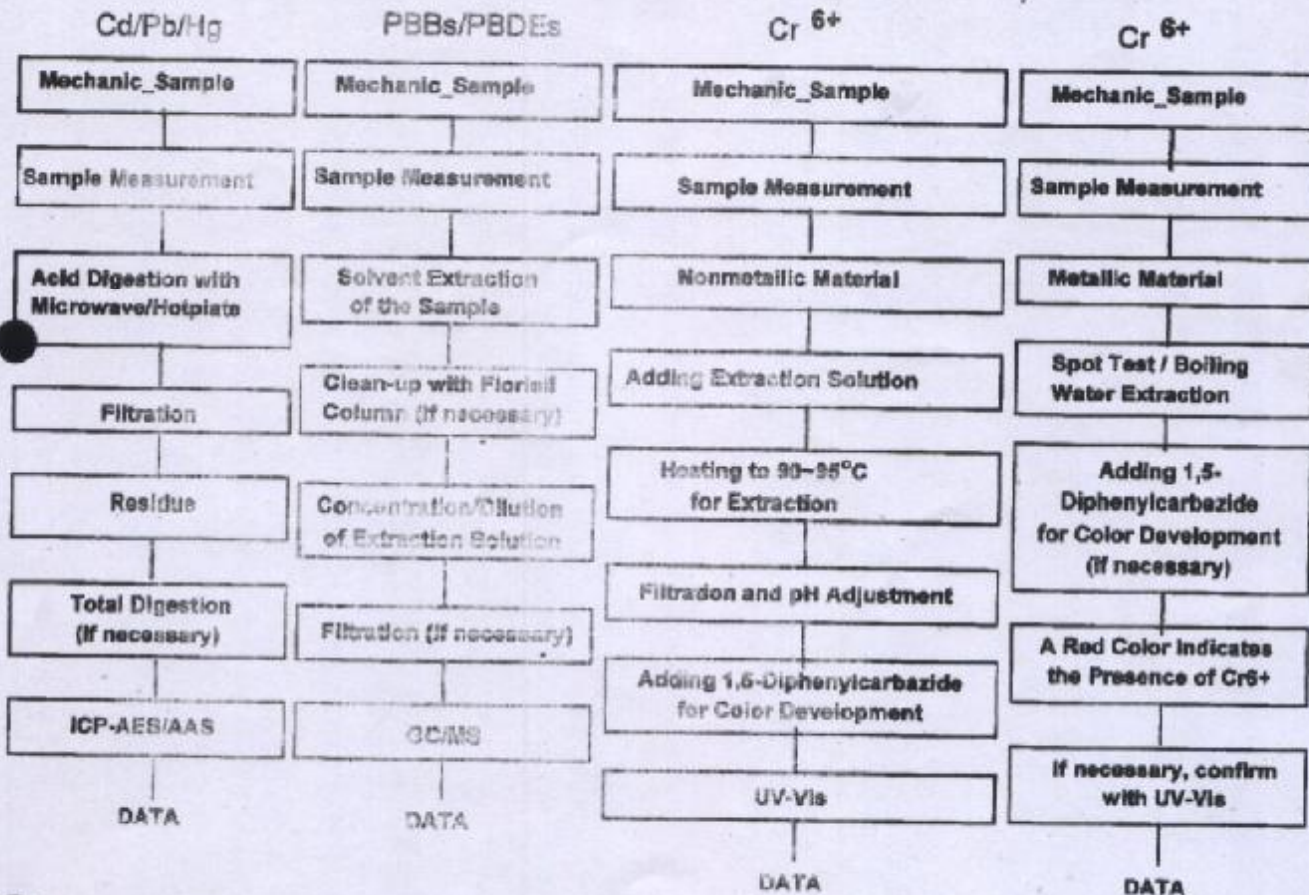 Cd/Pb/Hg
Mechanic_Sample
Sample Measurement
Acid Digestion with
Microwave/Hotplate
Filtration
Residue
Total Digestion
(If necessary)
ICP-AES/AAS
DATA
PBBs/PBDEs
Mechanic_Sample
Sample Measurement
Solvent Extraction
of the Sample
Clean-up with Florisil
Column (If necessary)
Concentration/Dilution
of Extraction Solution
Filtration (If necessary)
GC/MS
DATA
Cr 6+
Mechanic_Sample
Sample Measurement
Nonmetallic Material
Adding Extraction Solution
Heating to 90~95°C
for Extraction
Filtration and pH Adjustment
Adding 1,5-Diphenylcarbazide
for Color Development
UV-Vis
DATA
Cr 6+
Mechanic_Sample
Sample Measurement
Metallic Material
Spot Test / Boiling
Water Extraction
Adding 1,5-
Diphenylcarbazide
for Color Development
(If necessary)
A Red Color Indicates
the Presence of Cr6+
If necessary, confirm
with UV-Vis
DATA